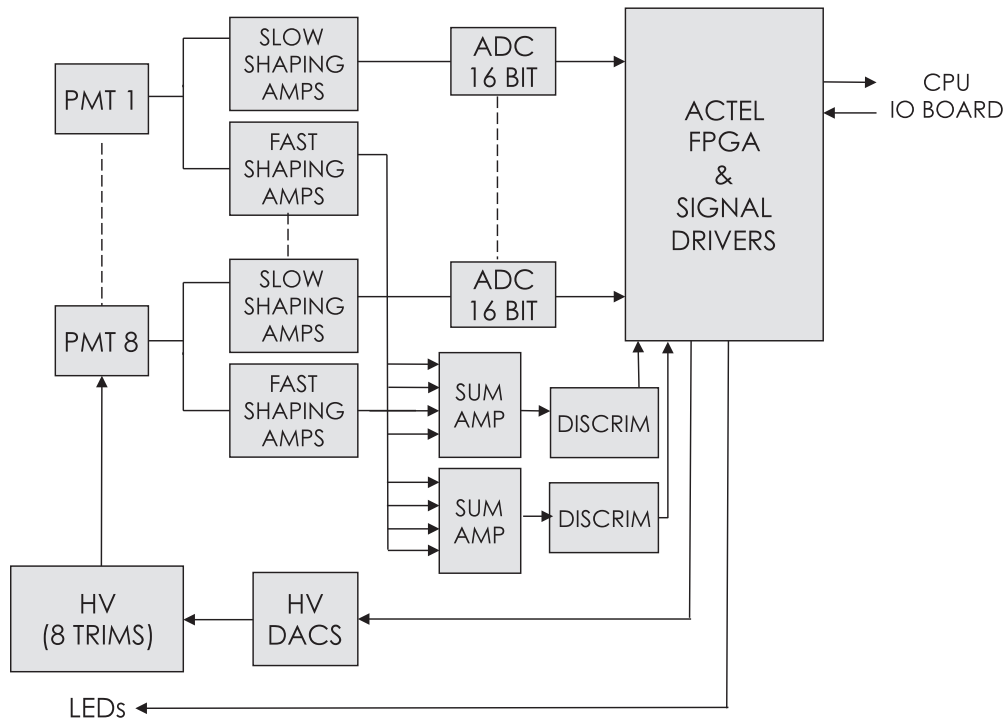 PMT 1
SLOW
SHAPING
AMPS
ADC
16 BIT
FAST
SHAPING
AMPS
ACTEL
FPGA
&
SIGNAL
DRIVERS
CPU
IO BOARD
PMT 8
SLOW
SHAPING
AMPS
ADC
16 BIT
FAST
SHAPING
AMPS
SUM
AMP
DISCRIM
SUM
AMP
DISCRIM
HV
(8 TRIMS)
HV
DACS
LEDs